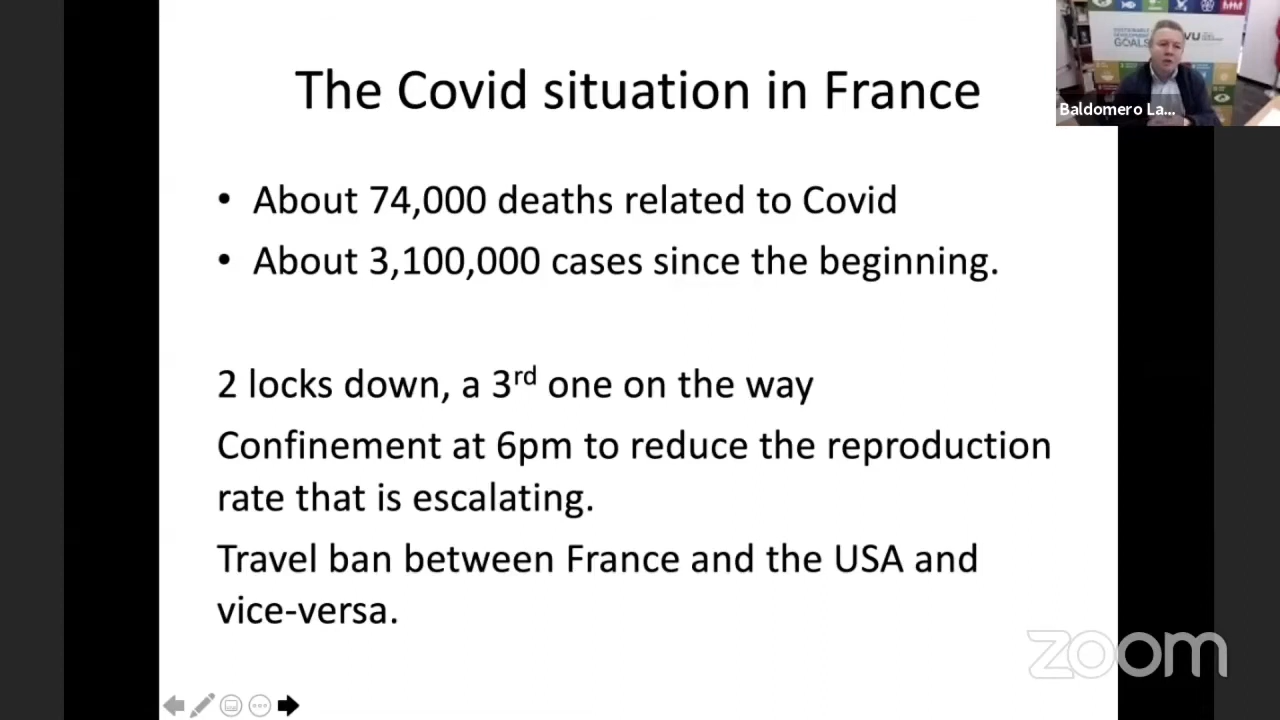 The Covid situation in France
GOALS
VU
Baldomero La...
• About 74,000 deaths related to Covid
• About 3,100,000 cases since the beginning.
2 locks down, a 3rd one on the way
Confinement at 6pm to reduce the reproduction
rate that is escalating.
Travel ban between France and the USA and
vice-versa.
zoom